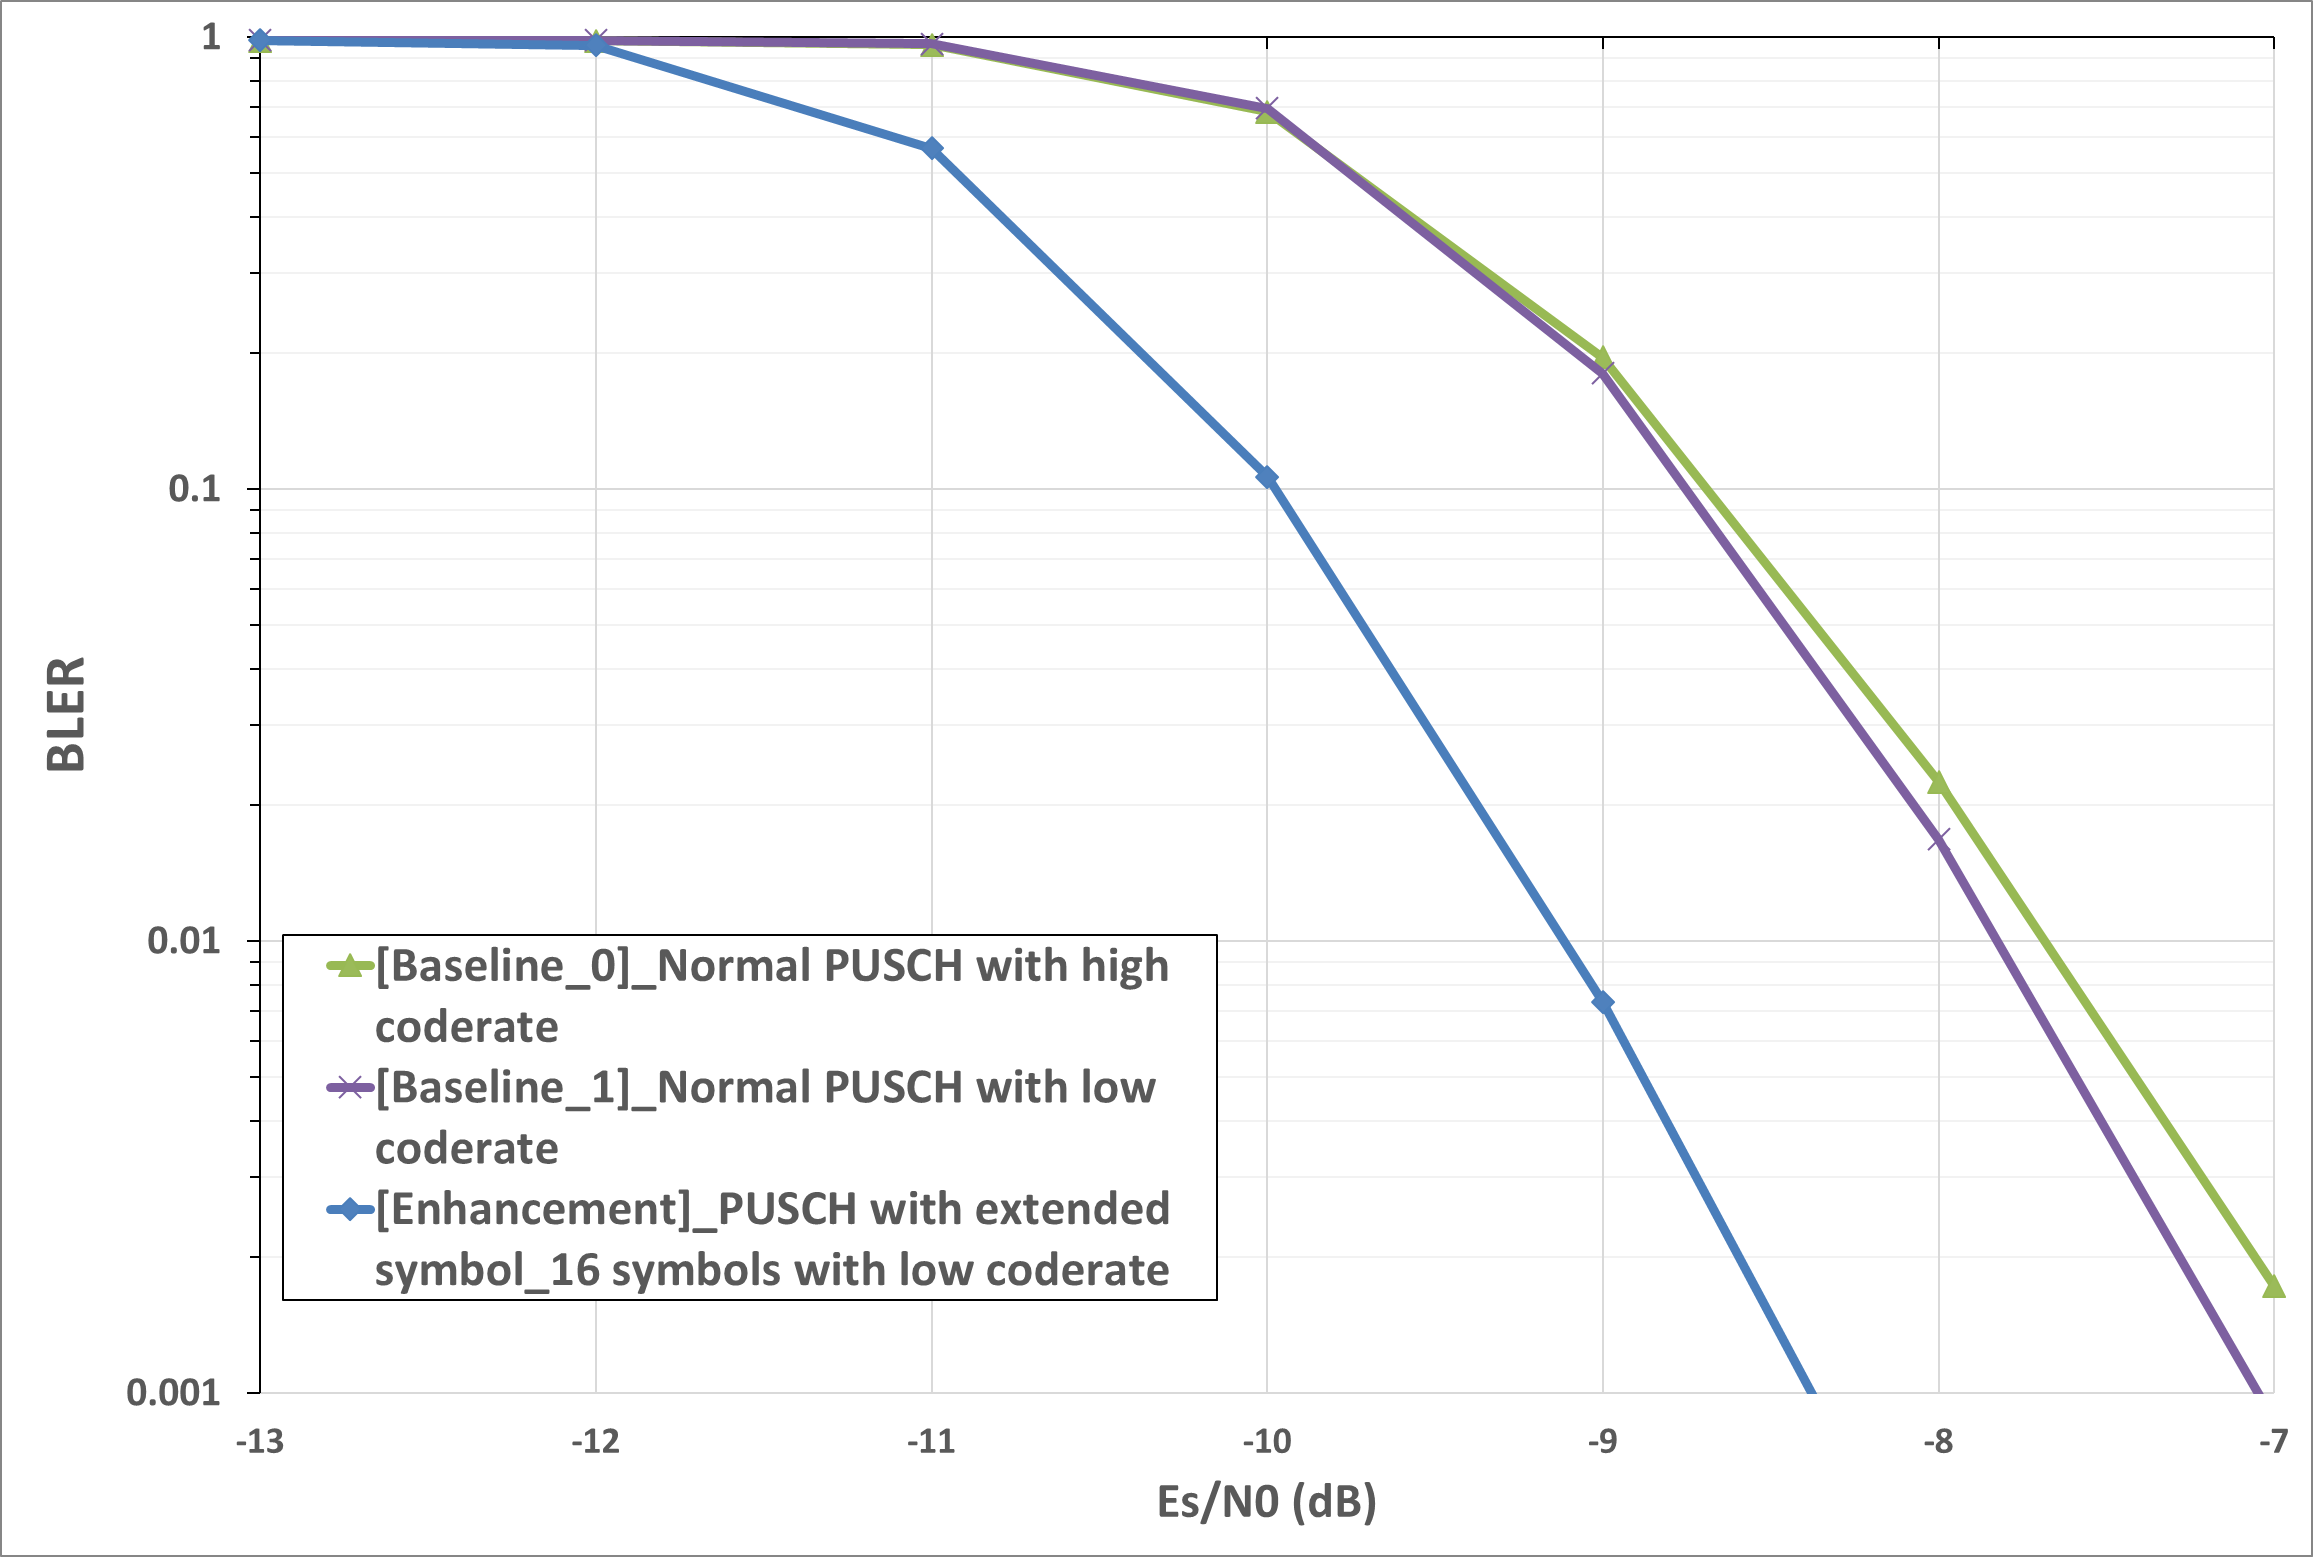 1
0.1
0.01
0.001
BLER
[Baseline_0]_Normal PUSCH with high
coderate
[Baseline_1]_Normal PUSCH with low
coderate
[Enhancement]_PUSCH with extended
symbol_16 symbols with low coderate
-13 -12 -11 -10 -9 -8 -7
Es/N0 (dB)